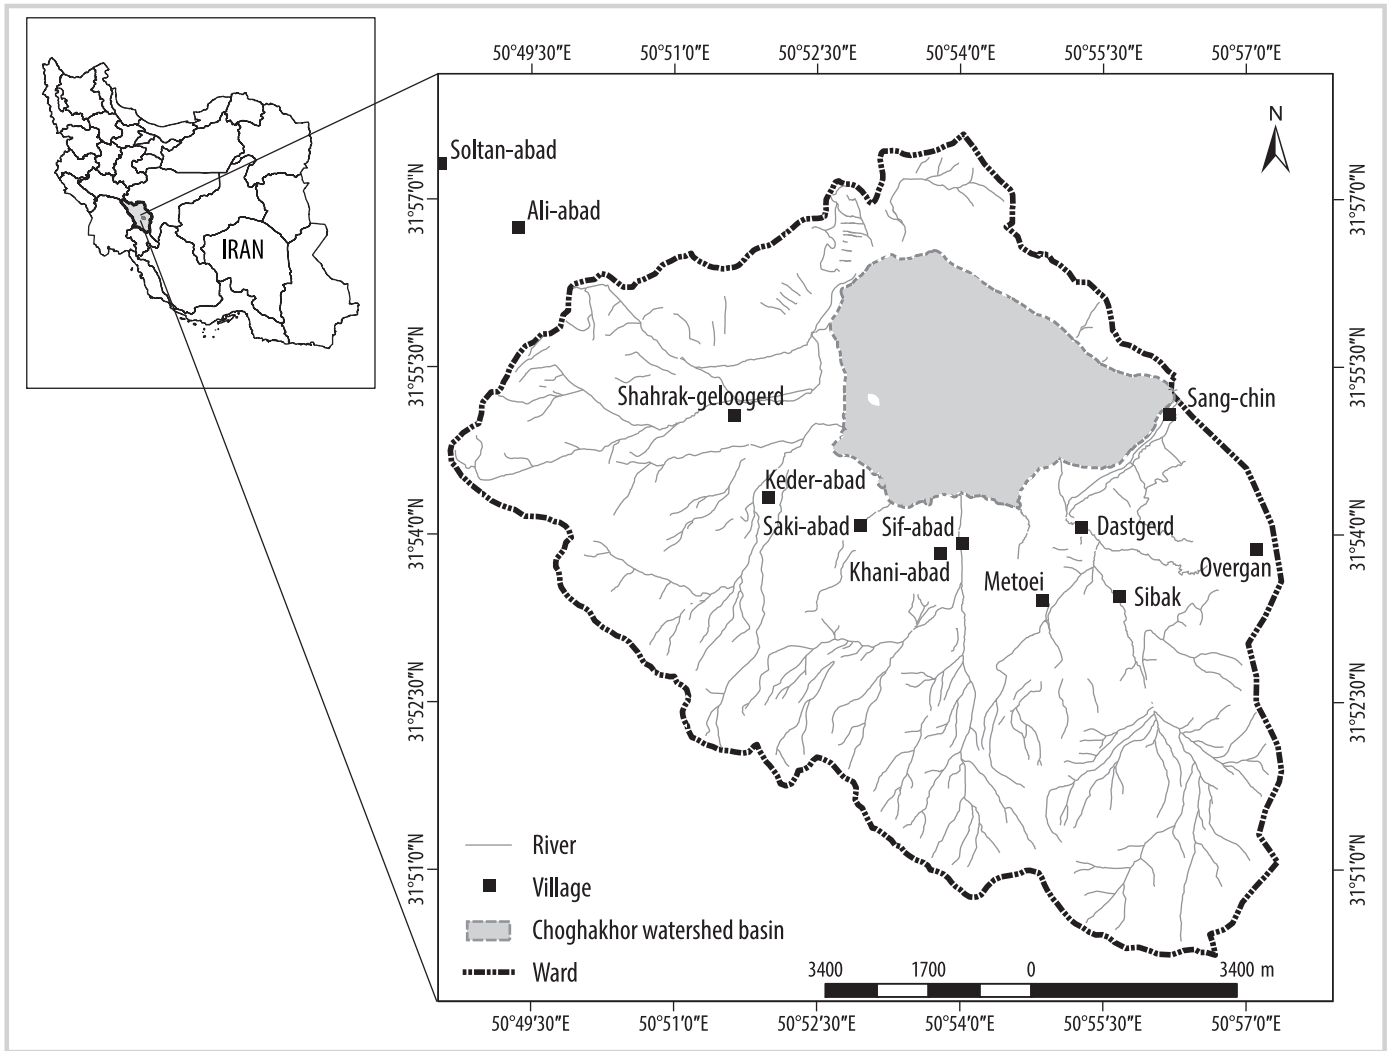 50°49′30″E 50°51′0″E 50°52′30″E 50°54′0″E 50°55′30″E 50°57′0″E
N
Soltan-abad
31°57′0″N
31°57′0″N
Ali-abad
IRAN
31°55′30″N
31°55′30″N
Shahrak-geloogerd
Sang-chin
Keder-abad
Saki-abad
Sif-abad
Dastgerd
31°54′0″N
31°54′0″N
Khani-abad
Overgan
Metoei
Sibak
31°52′30″N
31°52′30″N
31°51′0″N
31°51′0″N
River
Village
Choghakhor watershed basin
Ward
3400 1700 0 3400 m
50°49′30″E 50°51′0″E 50°52′30″E 50°54′0″E 50°55′30″E 50°57′0″E